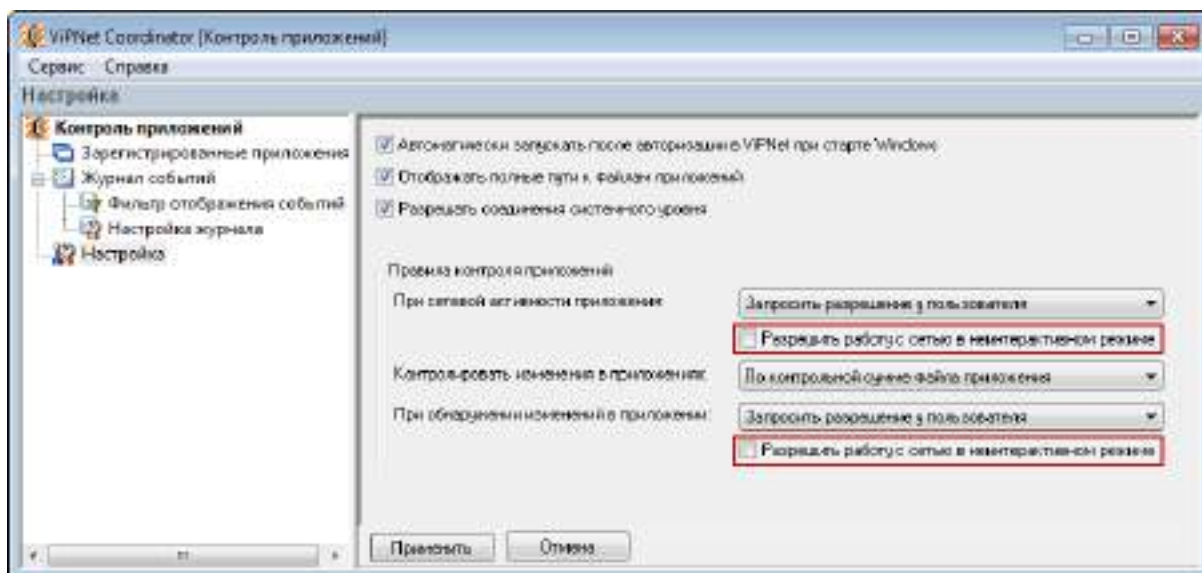 ViPNet Coordinator [Контроль приложений]
Сервис Справка
Настройка
Контроль приложений
Зарегистрированные приложения
Журнал событий
Фильтр отображения событий
Настройка журнала
Настройка
Автоматически запускать после авторизации в ViPNet при старте Windows
Отображать полные пути к файлам приложений
Разрешать соединения системного уровня
Правила контроля приложений
При сетевой активности приложения: Запросить разрешение у пользователя
Разрешить работу с сетью в неинтерактивном режиме
Контролировать изменения в приложениях: По контрольной сумме файла приложения
При обнаружении изменений в приложении: Запросить разрешение у пользователя
Разрешить работу с сетью в неинтерактивном режиме
Применить Отмена